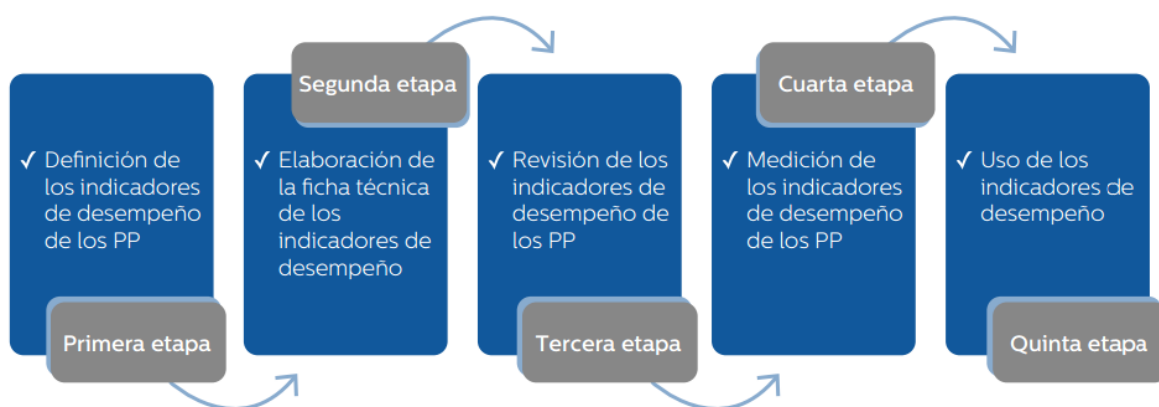 ✓ Definición de
los indicadores
de desempeño
de los PP
Primera etapa
Segunda etapa
✓ Elaboración de
la ficha técnica
de los
indicadores de
desempeño
✓ Revisión de los
indicadores de
desempeño de
los PP
Tercera etapa
Cuarta etapa
✓ Medición de
los indicadores
de desempeño
de los PP
✓ Uso de los
indicadores de
desempeño
Quinta etapa